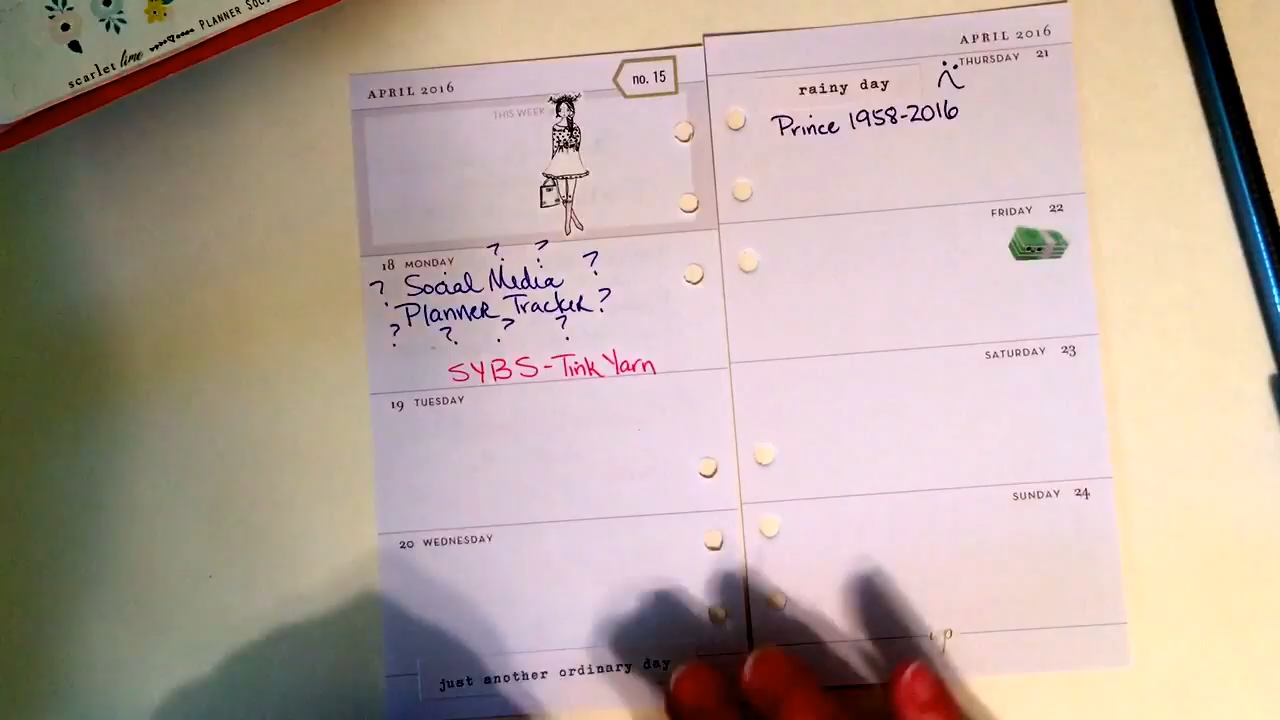 scarlet lime
PLANNER SOC
APRIL 2016
no. 15
THIS WEEK
18 MONDAY
? ? ?
? Social Media
Planner Tracker?
? ? ? ?
SYBS-Tink Yarn
19 TUESDAY
20 WEDNESDAY
just another ordinary day
APRIL 2016
THURSDAY 21
rainy day
Prince 1958-2016
FRIDAY 22
SATURDAY 23
SUNDAY 24